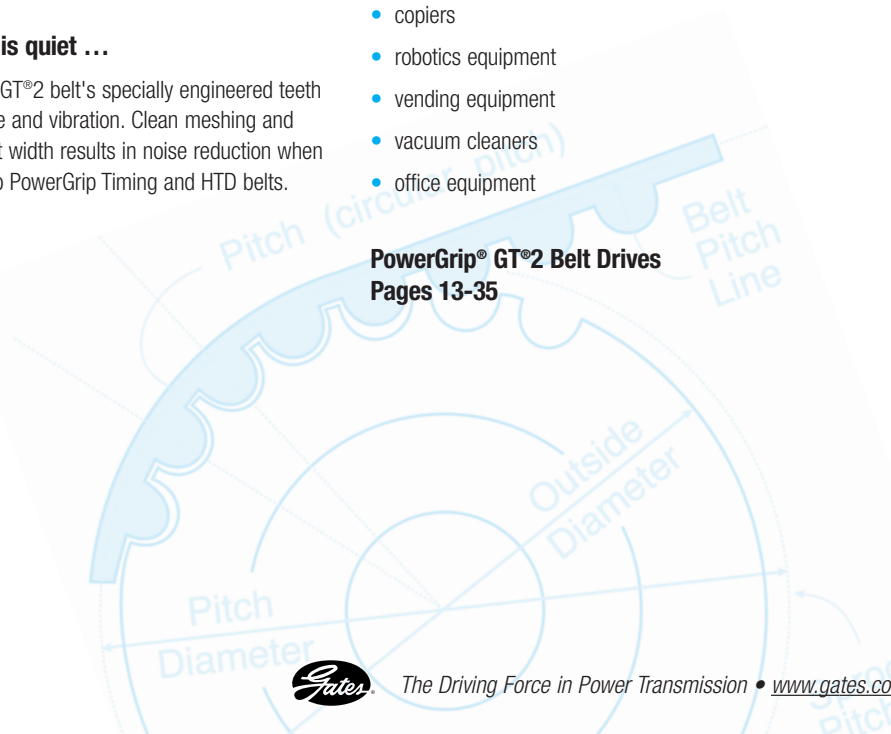 is quiet …
GT®2 belt's specially engineered teeth
e and vibration. Clean meshing and
t width results in noise reduction when
o PowerGrip Timing and HTD belts.
• copiers
• robotics equipment
• vending equipment
• vacuum cleaners
• office equipment
PowerGrip® GT®2 Belt Drives
Pages 13-35
Pitch (circular pitch)
Belt
Pitch
Line
Outside
Diameter
Pitch
Diameter
Gates.
The Driving Force in Power Transmission • www.gates.co
Sproc
Pitch